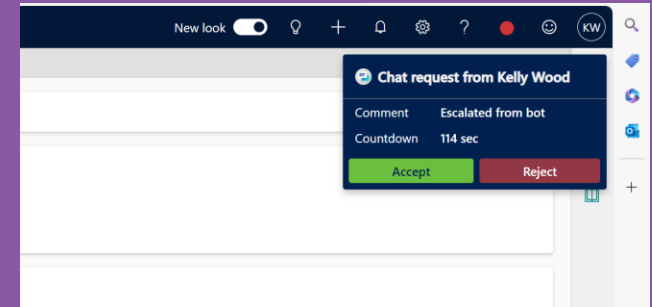 New look
KW
Chat request from Kelly Wood
Comment Escalated from bot
Countdown 114 sec
Accept Reject